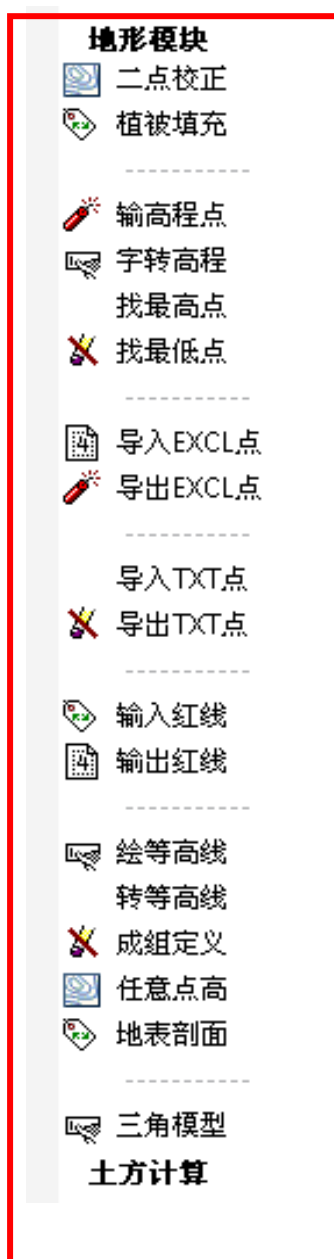 地形模块
二点校正
植被填充
-----------
输高程点
字转高程
找最高点
找最低点
-----------
导入EXCL点
导出EXCL点
-----------
导入TXT点
导出TXT点
-----------
输入红线
输出红线
-----------
绘等高线
转等高线
成组定义
任意点高
地表剖面
-----------
三角模型
土方计算